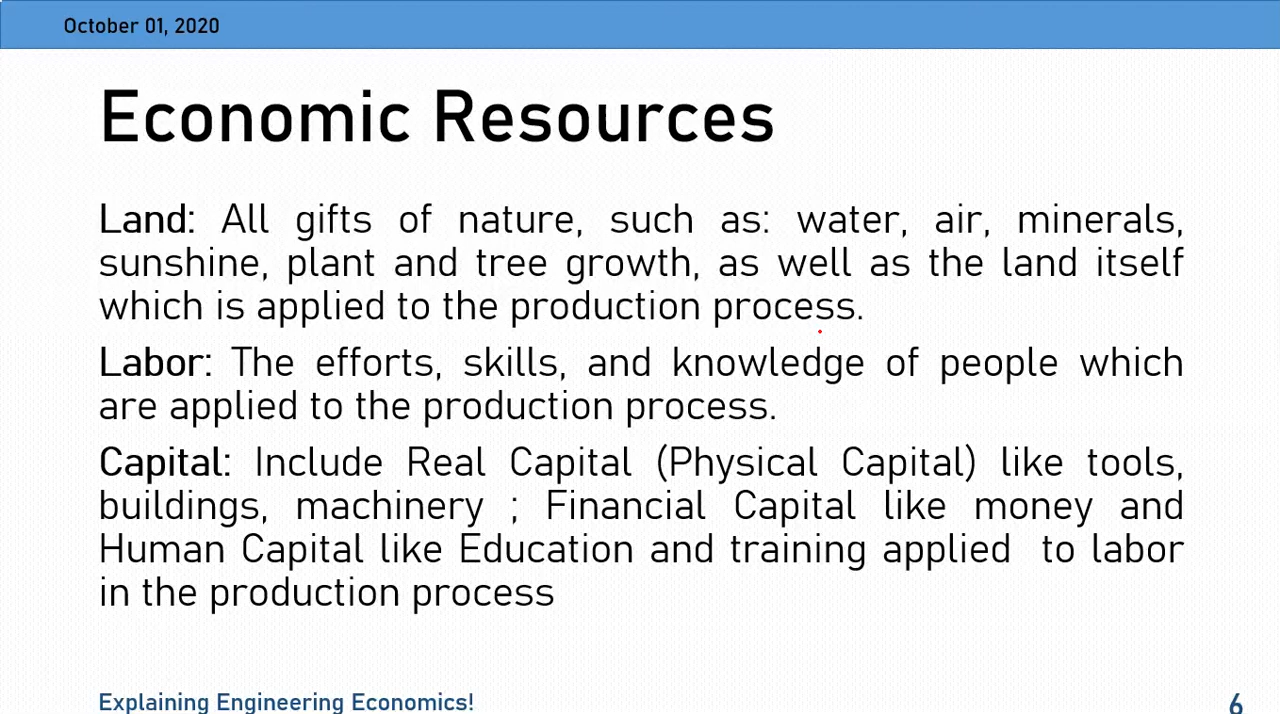 October 01, 2020
Economic Resources
Land: All gifts of nature, such as: water, air, minerals,
sunshine, plant and tree growth, as well as the land itself
which is applied to the production process.
Labor: The efforts, skills, and knowledge of people which
are applied to the production process.
Capital: Include Real Capital (Physical Capital) like tools,
buildings, machinery ; Financial Capital like money and
Human Capital like Education and training applied  to labor
in the production process
Explaining Engineering Economics!
6